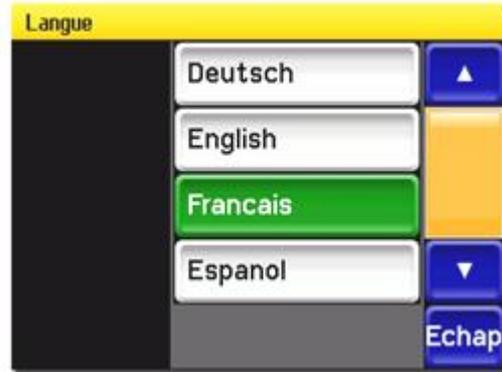 Langue
Deutsch
English
Francais
Espanol
Echap